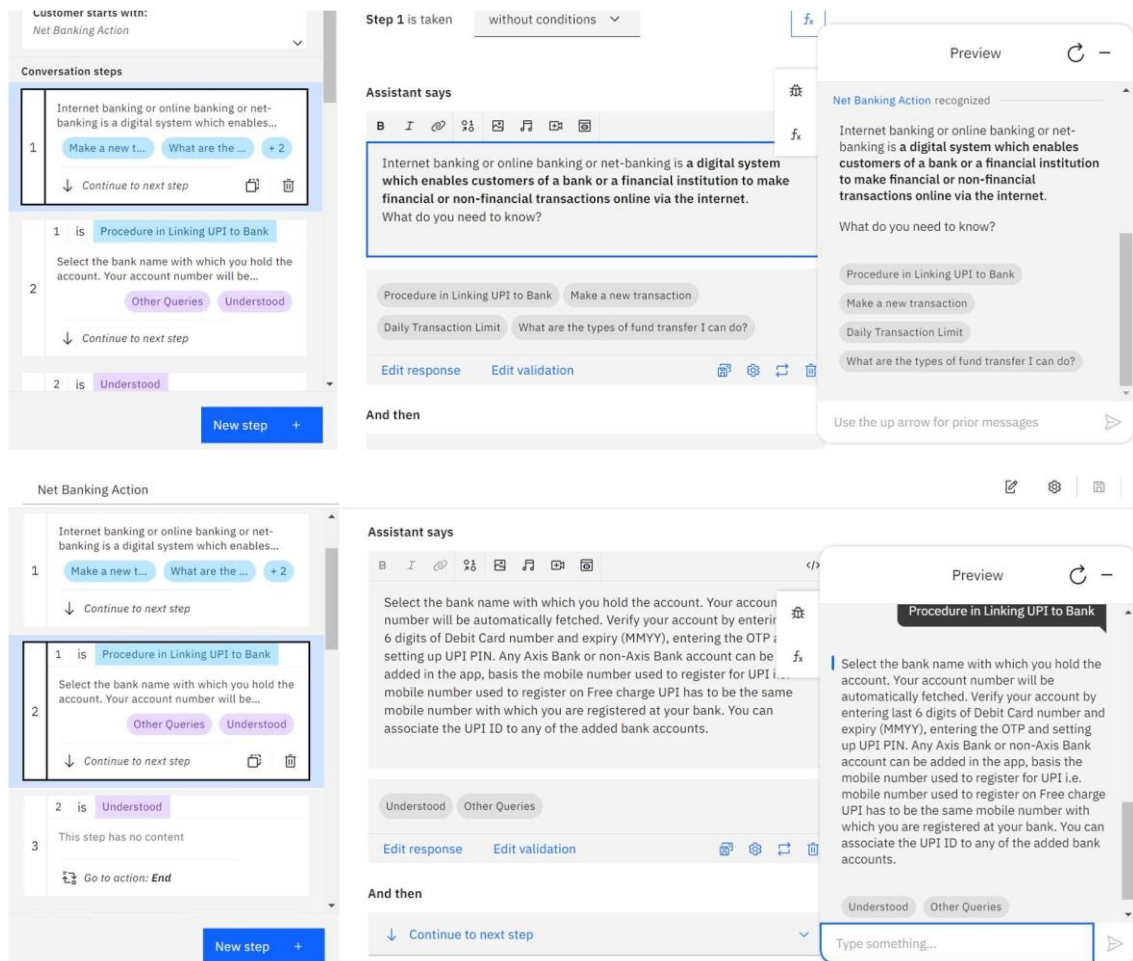 Customer starts with:
Net Banking Action
Conversation steps
1
Internet banking or online banking or net-
banking is a digital system which enables...
Make a new t... What are the ... + 2
Continue to next step
1 is Procedure in Linking UPI to Bank
2
Select the bank name with which you hold the
account. Your account number will be...
Other Queries Understood
Continue to next step
2 is Understood
New step +
Step 1 is taken without conditions
fx
Assistant says
B I
fx
Internet banking or online banking or net-banking is a digital system
which enables customers of a bank or a financial institution to make
financial or non-financial transactions online via the internet.
What do you need to know?
Procedure in Linking UPI to Bank Make a new transaction
Daily Transaction Limit What are the types of fund transfer I can do?
Edit response Edit validation
And then
Preview
Net Banking Action recognized
Internet banking or online banking or net-
banking is a digital system which enables
customers of a bank or a financial institution
to make financial or non-financial
transactions online via the internet.
What do you need to know?
Procedure in Linking UPI to Bank
Make a new transaction
Daily Transaction Limit
What are the types of fund transfer I can do?
Use the up arrow for prior messages
Net Banking Action
1
Internet banking or online banking or net-
banking is a digital system which enables...
Make a new t... What are the ... + 2
Continue to next step
1 is Procedure in Linking UPI to Bank
2
Select the bank name with which you hold the
account. Your account number will be...
Other Queries Understood
Continue to next step
2 is Understood
3
This step has no content
Go to action: End
New step +
Assistant says
B I </>
fx
Select the bank name with which you hold the account. Your accoun
number will be automatically fetched. Verify your account by enterin
6 digits of Debit Card number and expiry (MMYY), entering the OTP
setting up UPI PIN. Any Axis Bank or non-Axis Bank account can be
added in the app, basis the mobile number used to register for UPI i.e.
mobile number used to register on Free charge UPI has to be the same
mobile number with which you are registered at your bank. You can
associate the UPI ID to any of the added bank accounts.
Understood Other Queries
Edit response Edit validation
And then
Continue to next step
Preview
Procedure in Linking UPI to Bank
Select the bank name with which you hold the
account. Your account number will be
automatically fetched. Verify your account by
entering last 6 digits of Debit Card number and
expiry (MMYY), entering the OTP and setting
up UPI PIN. Any Axis Bank or non-Axis Bank
account can be added in the app, basis the
mobile number used to register for UPI i.e.
mobile number used to register on Free charge
UPI has to be the same mobile number with
which you are registered at your bank. You can
associate the UPI ID to any of the added bank
accounts.
Understood Other Queries
Type something...